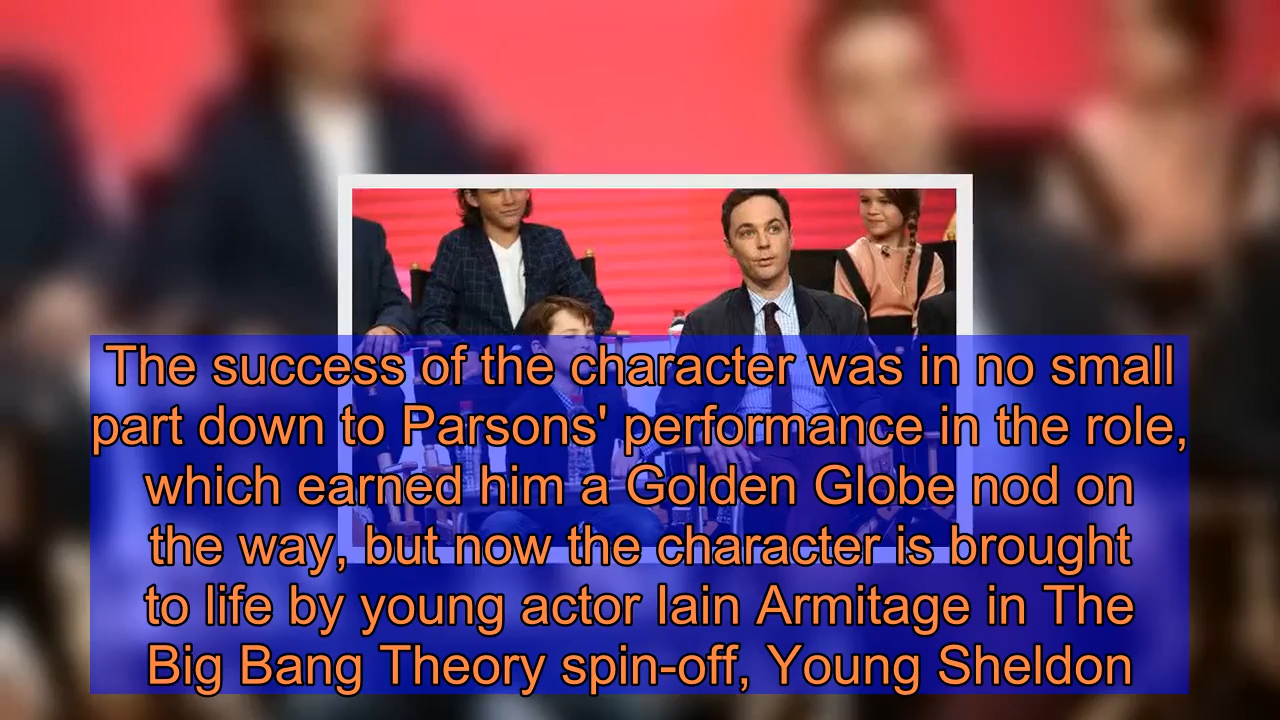 The success of the character was in no small
part down to Parsons' performance in the role,
which earned him a Golden Globe nod on
the way, but now the character is brought
to life by young actor Iain Armitage in The
Big Bang Theory spin-off, Young Sheldon